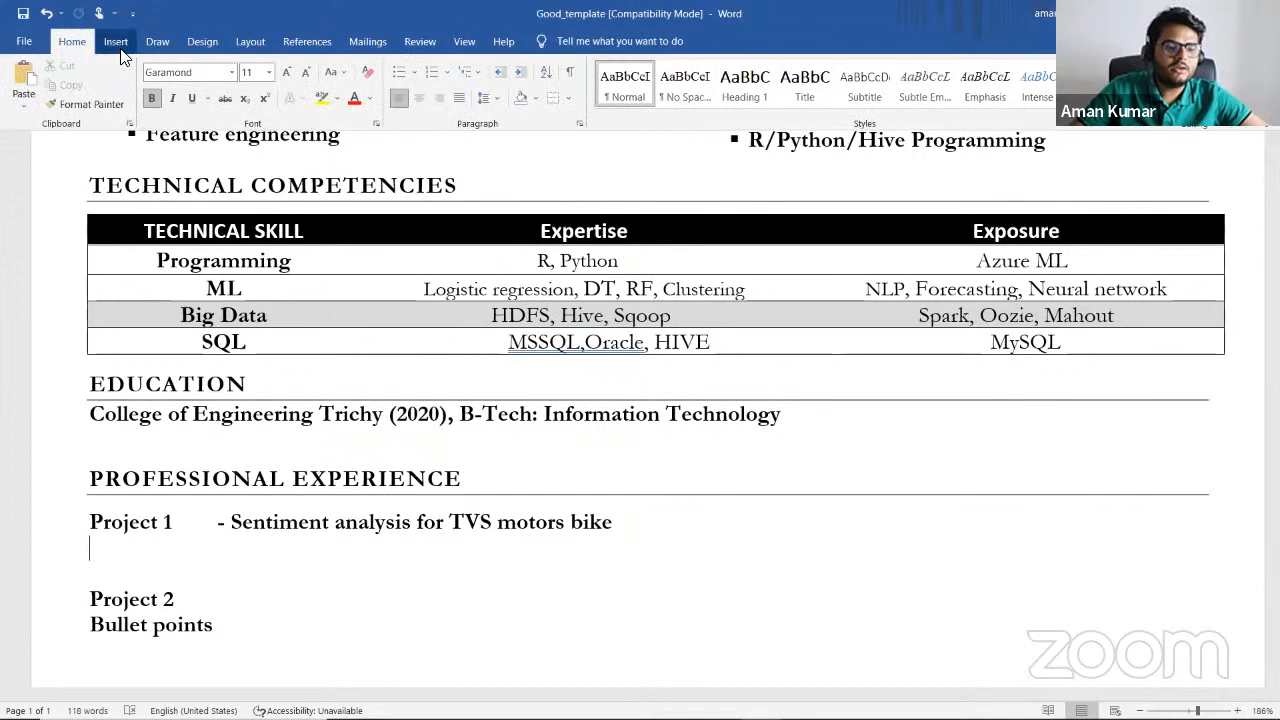 Good_template [Compatibility Mode] - Word
aman
File Home Insert Draw Design Layout References Mailings Review View Help Tell me what you want to do
Paste
Cut
Copy
Format Painter
Clipboard
Garamond 11
Font
Paragraph
AaBbCcI AaBbCcI AaBbC AaBbC AaBbCcD AaBbCcI AaBbCcI AaBbCcI
¶ Normal ¶ No Spac... Heading 1 Title Subtitle Subtle Em... Emphasis Intense
Styles
Aman Kumar
▪ Feature engineering
▪ R/Python/Hive Programming
TECHNICAL COMPETENCIES
TECHNICAL SKILL Expertise Exposure
Programming R, Python Azure ML
ML Logistic regression, DT, RF, Clustering NLP, Forecasting, Neural network
Big Data HDFS, Hive, Sqoop Spark, Oozie, Mahout
SQL MSSQL,Oracle, HIVE MySQL
EDUCATION
College of Engineering Trichy (2020), B-Tech: Information Technology
PROFESSIONAL EXPERIENCE
Project 1 - Sentiment analysis for TVS motors bike
Project 2
Bullet points
zoom
Page 1 of 1 118 words English (United States) Accessibility: Unavailable 186%